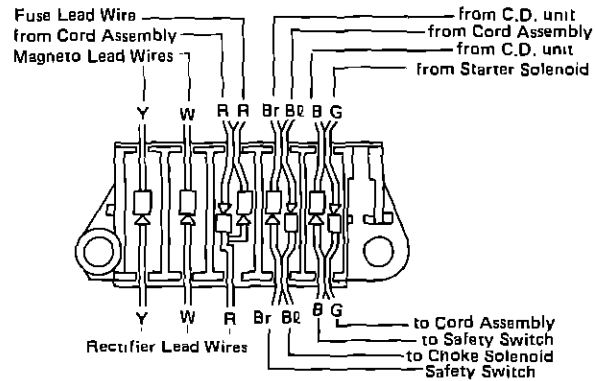 Fuse Lead Wire
from Cord Assembly
Magneto Lead Wires
from C.D. unit
from Cord Assembly
from C.D. unit
from Starter Solenoid
Y W R R Br Bℓ B G
Y W R Br Bℓ B G
Rectifier Lead Wires
to Cord Assembly
to Safety Switch
to Choke Solenoid
Safety Switch